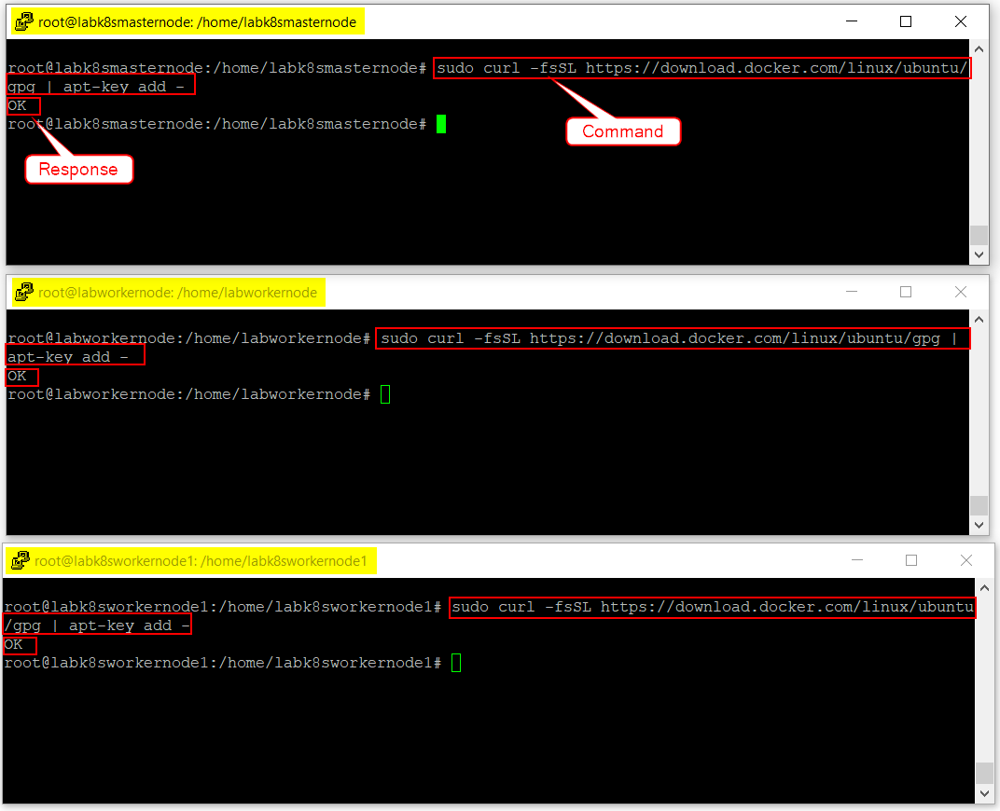 root@labk8smasternode: /home/labk8smasternode
root@labk8smasternode:/home/labk8smasternode# sudo curl -fsSL https://download.docker.com/linux/ubuntu/
gpg | apt-key add -
OK
root@labk8smasternode:/home/labk8smasternode#
Command
Response
root@labworkernode: /home/labworkernode
root@labworkernode:/home/labworkernode# sudo curl -fsSL https://download.docker.com/linux/ubuntu/gpg |
apt-key add -
OK
root@labworkernode:/home/labworkernode#
root@labk8sworkernode1: /home/labk8sworkernode1
root@labk8sworkernode1:/home/labk8sworkernode1# sudo curl -fsSL https://download.docker.com/linux/ubuntu
/gpg | apt-key add -
OK
root@labk8sworkernode1:/home/labk8sworkernode1#